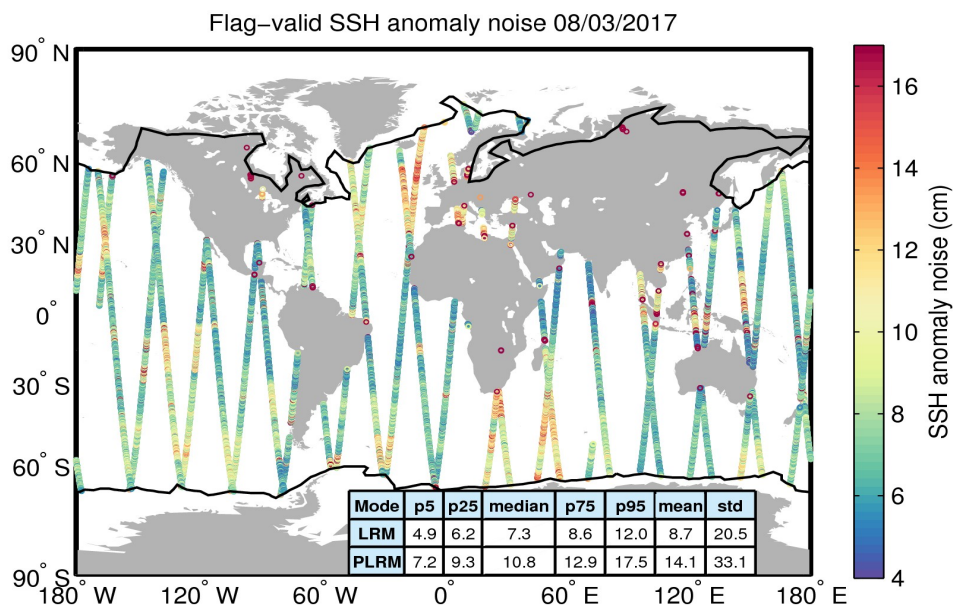 Flag−valid SSH anomaly noise 08/03/2017
90° N
60° N
30° N
0°
30° S
60° S
90° S
180° W 120° W 60° W 0° 60° E 120° E 180° E
Mode p5 p25 median p75 p95 mean std
LRM 4.9 6.2 7.3 8.6 12.0 8.7 20.5
PLRM 7.2 9.3 10.8 12.9 17.5 14.1 33.1
16
14
12
10
8
6
4
SSH anomaly noise (cm)